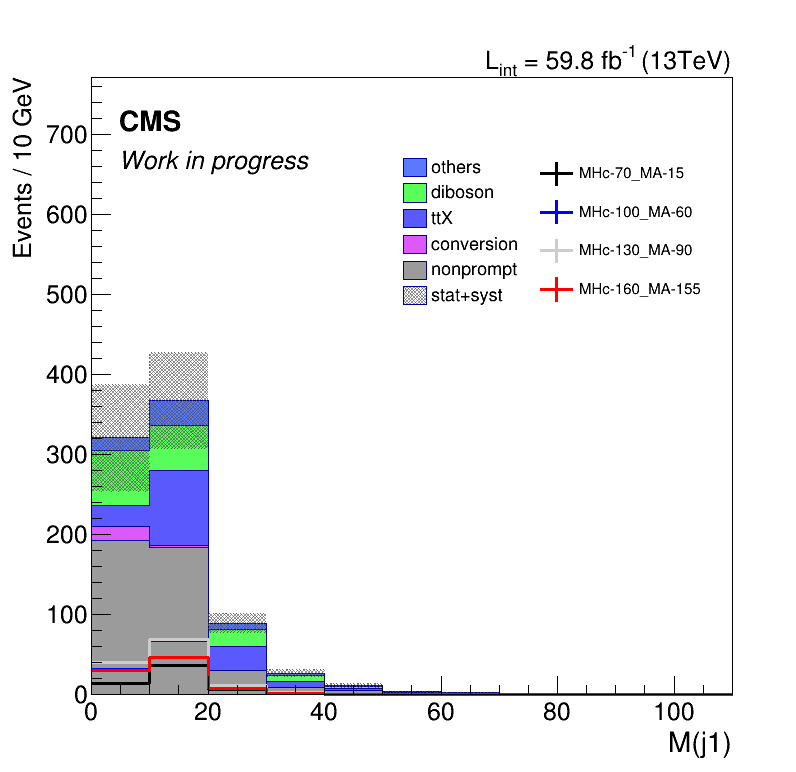 L_int = 59.8 fb^-1 (13TeV)
Events / 10 GeV
CMS
Work in progress
others
diboson
ttX
conversion
nonprompt
stat+syst
MHc-70_MA-15
MHc-100_MA-60
MHc-130_MA-90
MHc-160_MA-155
700
600
500
400
300
200
100
0
0 20 40 60 80 100
M(j1)